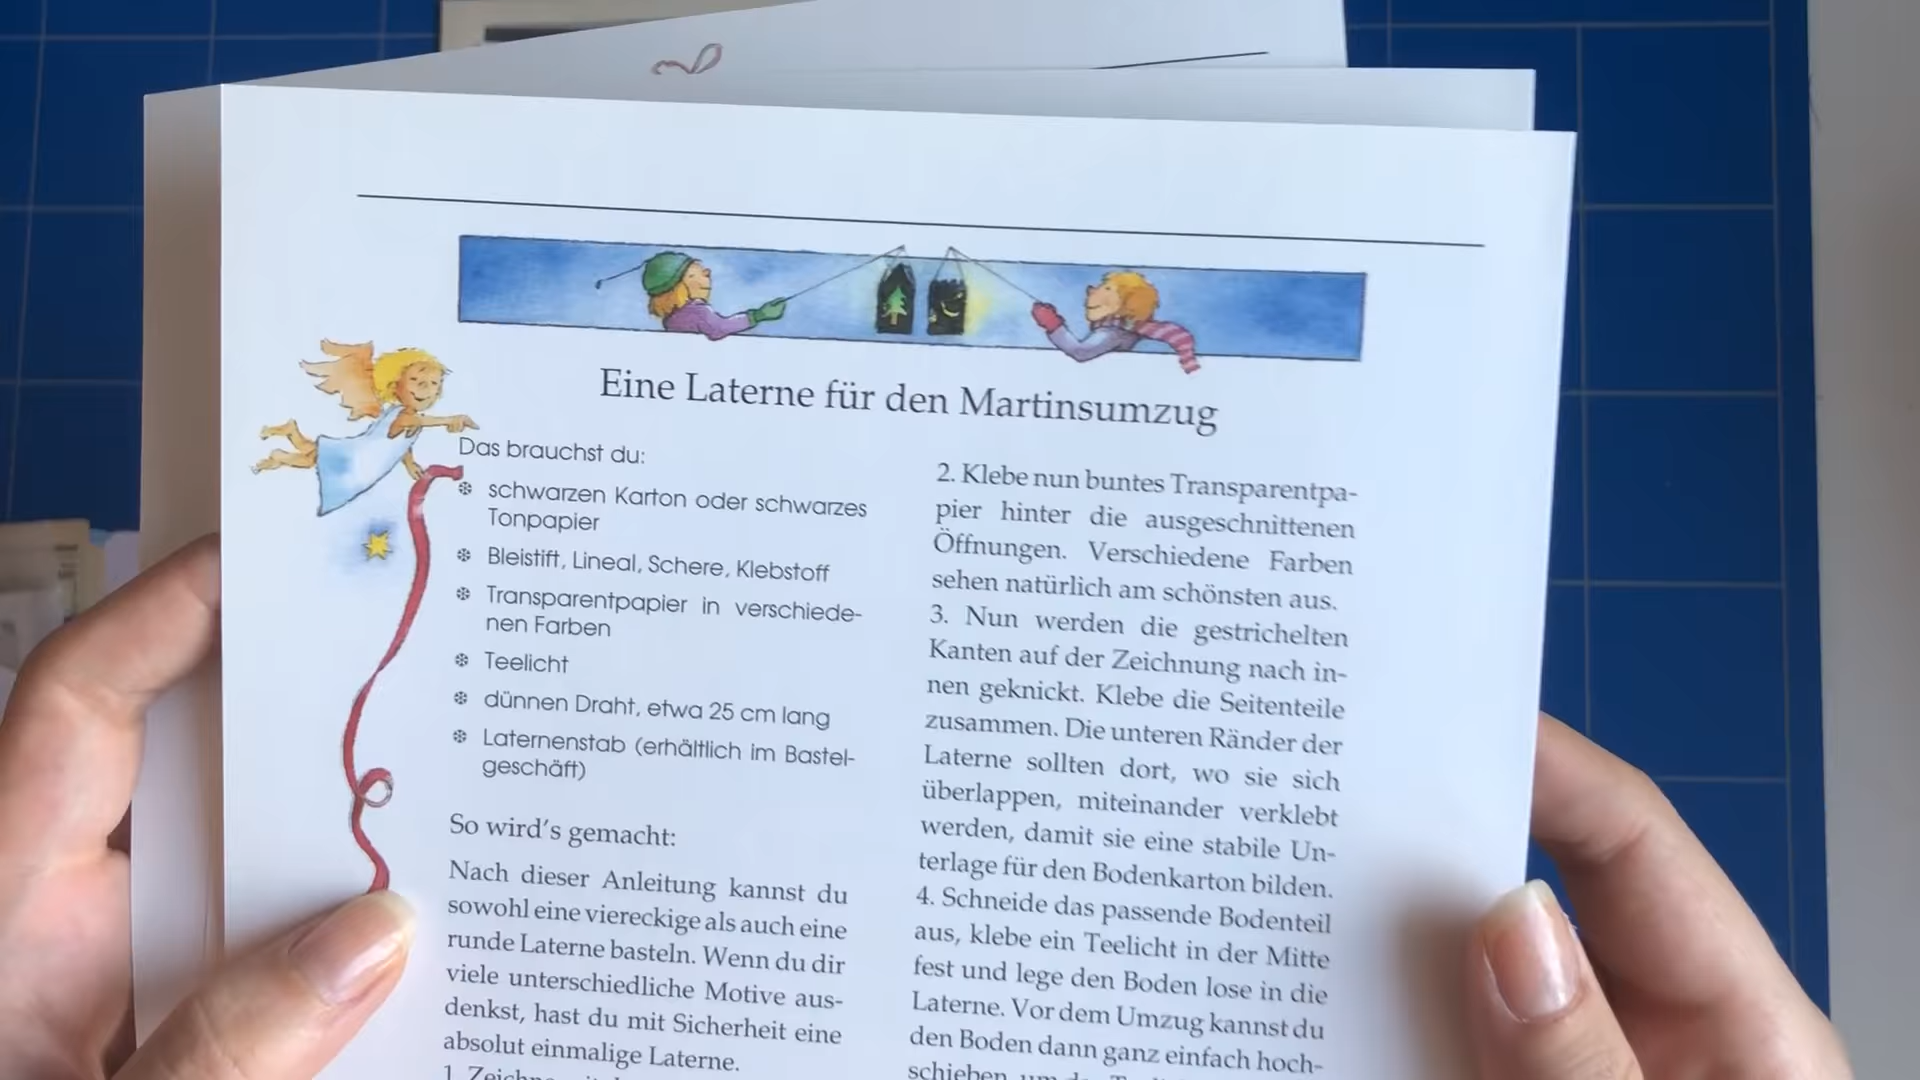 Eine Laterne für den Martinsumzug
Das brauchst du:
schwarzen Karton oder schwarzes
Tonpapier
Bleistift, Lineal, Schere, Klebstoff
Transparentpapier in verschiede-
nen Farben
Teelicht
dünnen Draht, etwa 25 cm lang
Laternenstab (erhältlich im Bastel-
geschäft)
So wird's gemacht:
Nach dieser Anleitung kannst du
sowohl eine viereckige als auch eine
runde Laterne basteln. Wenn du dir
viele unterschiedliche Motive aus-
denkst, hast du mit Sicherheit eine
absolut einmalige Laterne.
1. Zeichne
2. Klebe nun buntes Transparentpa-
pier hinter die ausgeschnittenen
Öffnungen. Verschiedene Farben
sehen natürlich am schönsten aus.
3. Nun werden die gestrichelten
Kanten auf der Zeichnung nach in-
nen geknickt. Klebe die Seitenteile
zusammen. Die unteren Ränder der
Laterne sollten dort, wo sie sich
überlappen, miteinander verklebt
werden, damit sie eine stabile Un-
terlage für den Bodenkarton bilden.
4. Schneide das passende Bodenteil
aus, klebe ein Teelicht in der Mitte
fest und lege den Boden lose in die
Laterne. Vor dem Umzug kannst du
den Boden dann ganz einfach hoch-
schieben, um